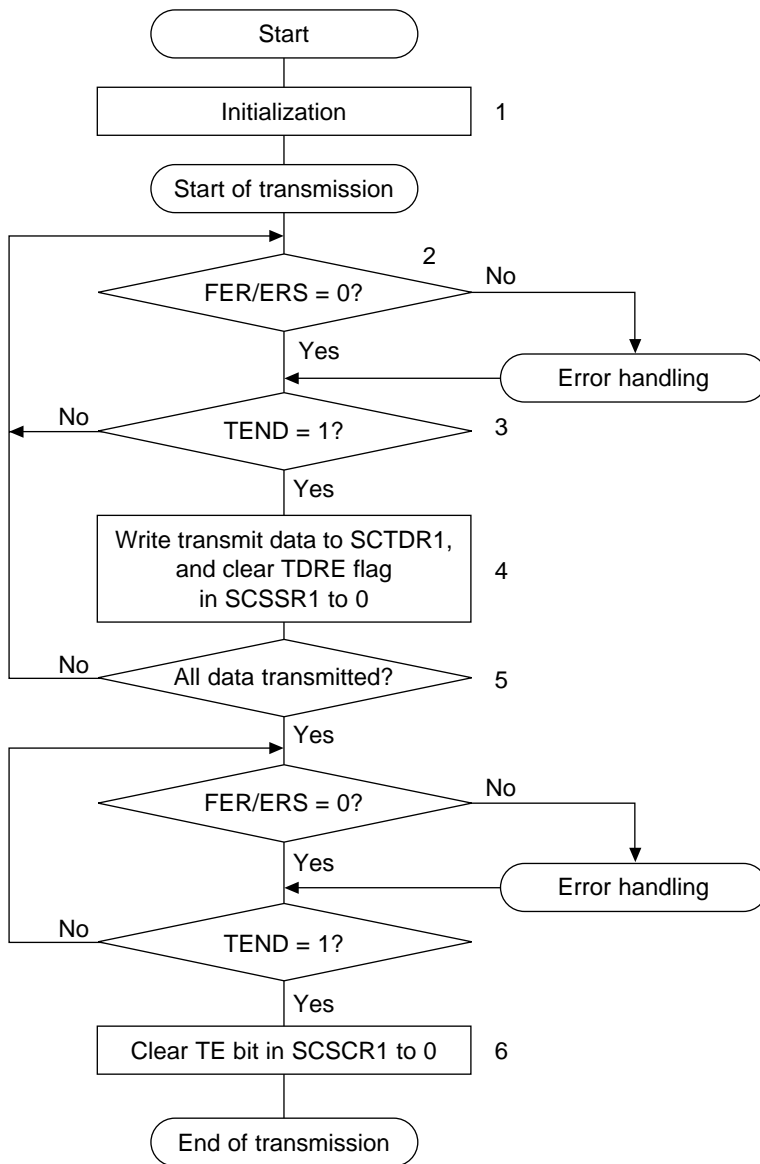 Start
Initialization
1
Start of transmission
2
FER/ERS = 0?
No
Yes
Error handling
No
TEND = 1?
3
Yes
Write transmit data to SCTDR1,
and clear TDRE flag
in SCSSR1 to 0
4
No
All data transmitted?
5
Yes
FER/ERS = 0?
No
Yes
Error handling
No
TEND = 1?
Yes
Clear TE bit in SCSCR1 to 0
6
End of transmission